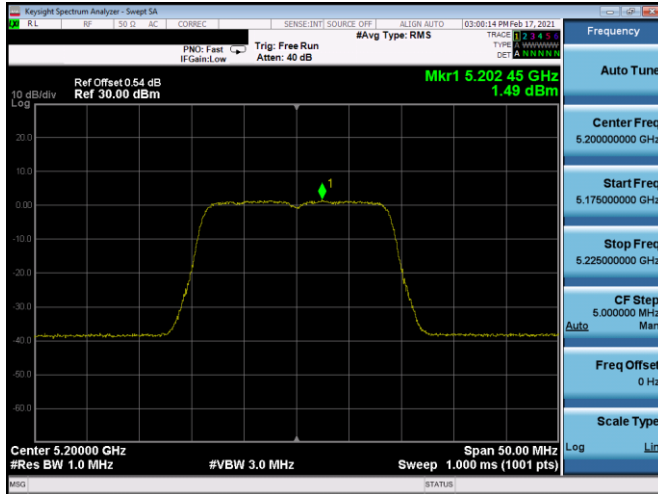 Keysight Spectrum Analyzer - Swept SA
RL RF 50 Ω AC CORREC SENSE:INT SOURCE OFF ALIGN AUTO 03:00:14 PM Feb 17, 2021
#Avg Type: RMS TRACE 1 2 3 4 5 6
PNO: Fast Trig: Free Run TYPE A WWWWW
IFGain:Low Atten: 40 dB DET A N N N N N
Mkr1 5.202 45 GHz
Ref Offset 0.54 dB
10 dB/div Ref 30.00 dBm 1.49 dBm
Log
20.0
1
0.00
-10.0
-20.0
-30.0
-40.0
-50.0
-60.0
Center 5.20000 GHz Span 50.00 MHz
#Res BW 1.0 MHz #VBW 3.0 MHz Sweep 1.000 ms (1001 pts)
MSG STATUS
Frequency
Auto Tune
Center Freq
5.200000000 GHz
Start Freq
5.175000000 GHz
Stop Freq
5.225000000 GHz
CF Step
5.000000 MHz
Auto Man
Freq Offset
0 Hz
Scale Type
Log Lin